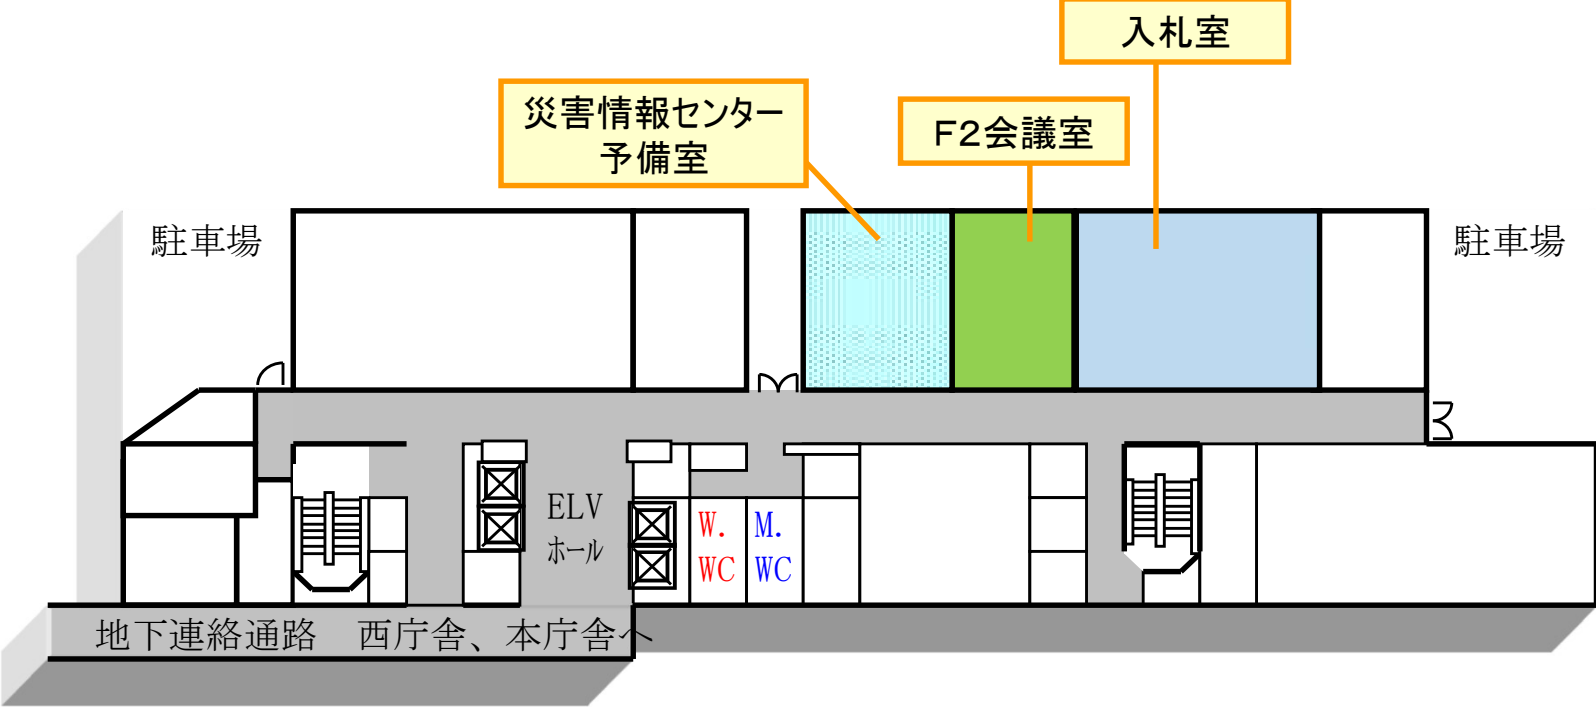 入札室
災害情報センター
予備室
F2会議室
駐車場
駐車場
ELV
ホール
W.
WC
M.
WC
地下連絡通路　西庁舎、本庁舎へ